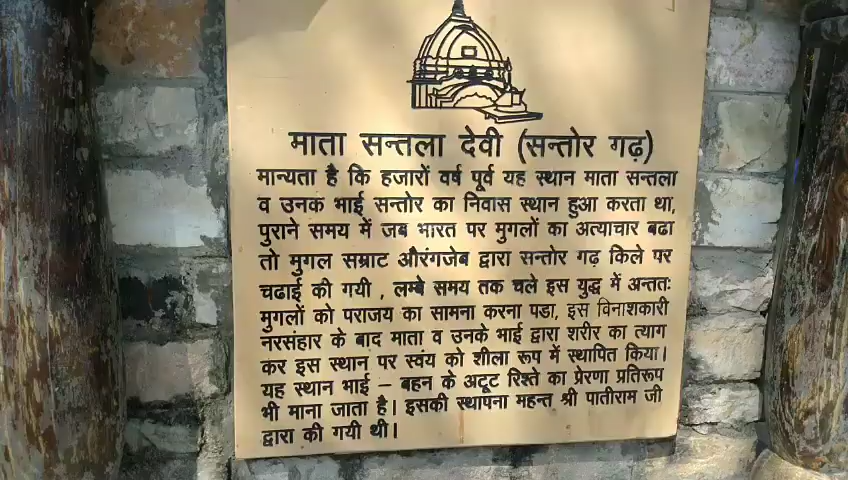 माता सन्तला देवी (सन्तोर गढ़)
मान्यता है कि हजारों वर्ष पूर्व यह स्थान माता सन्तला
व उनके भाई सन्तोर का निवास स्थान हुआ करता था,
पुराने समय में जब भारत पर मुगलों का अत्याचार बढा
तो मुगल सम्राट औरंगजेब द्वारा सन्तोर गढ़ किले पर
चढाई की गयी , लम्बे समय तक चले इस युद्ध में अन्ततः
मुगलों को पराजय का सामना करना पडा, इस विनाशकारी
नरसंहार के बाद माता व उनके भाई द्वारा शरीर का त्याग
कर इस स्थान पर स्वंय को शीला रूप में स्थापित किया।
यह स्थान भाई – बहन के अटूट रिश्ते का प्रेरणा प्रतिरूप
भी माना जाता है। इसकी स्थापना महन्त श्री पातीराम जी
द्वारा की गयी थी।